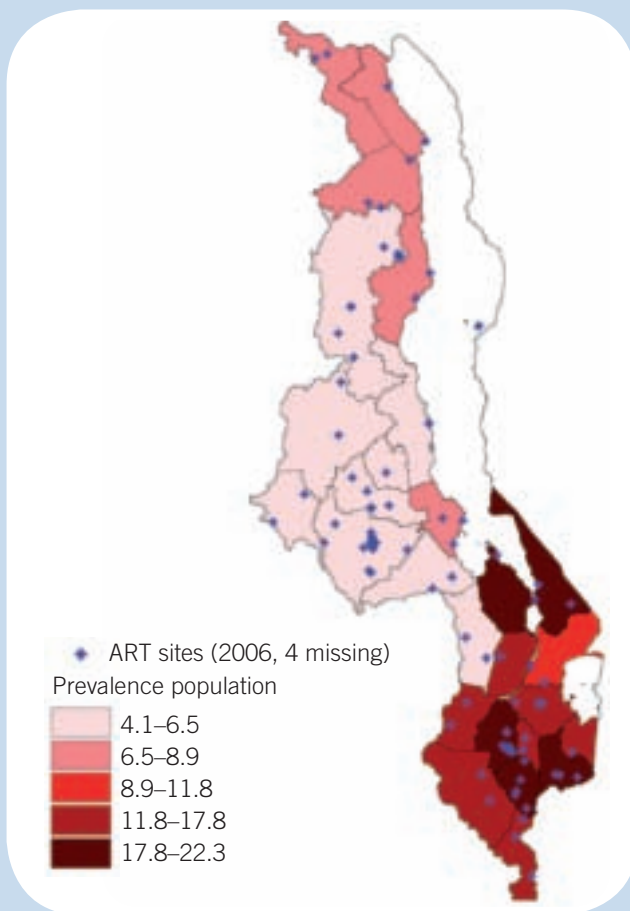 ART sites (2006, 4 missing)
Prevalence population
4.1–6.5
6.5–8.9
8.9–11.8
11.8–17.8
17.8–22.3